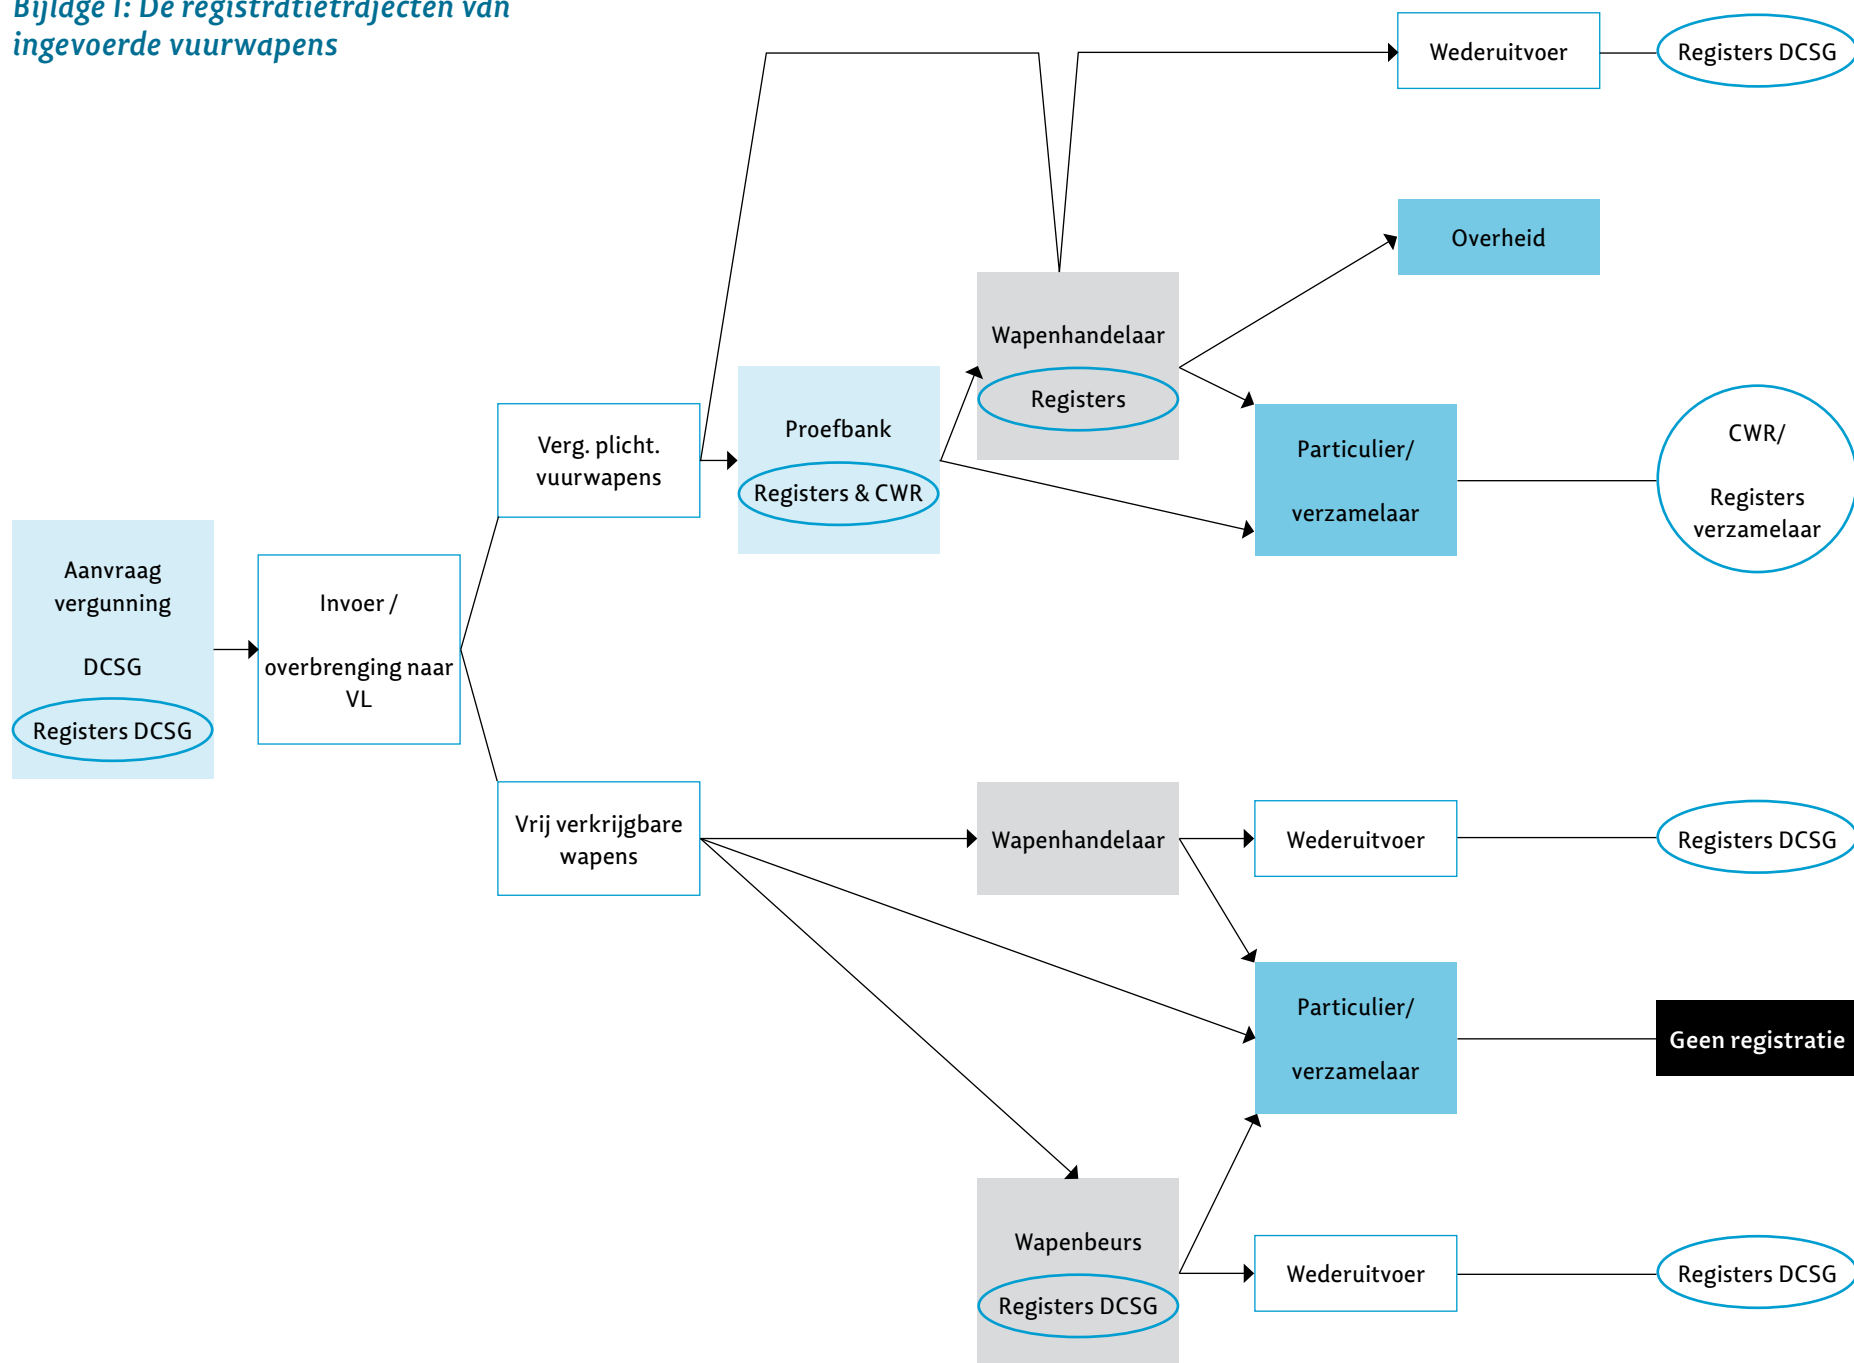 Bijlage I: De registratietrajecten van
ingevoerde vuurwapens
Wederuitvoer
Registers DCSG
Overheid
Wapenhandelaar
Registers
Proefbank
Registers & CWR
Verg. plicht.
vuurwapens
Particulier/
verzamelaar
CWR/
Registers
verzamelaar
Aanvraag
vergunning
DCSG
Registers DCSG
Invoer /
overbrenging naar
VL
Vrij verkrijgbare
wapens
Wapenhandelaar
Wederuitvoer
Registers DCSG
Particulier/
verzamelaar
Geen registratie
Wapenbeurs
Registers DCSG
Wederuitvoer
Registers DCSG